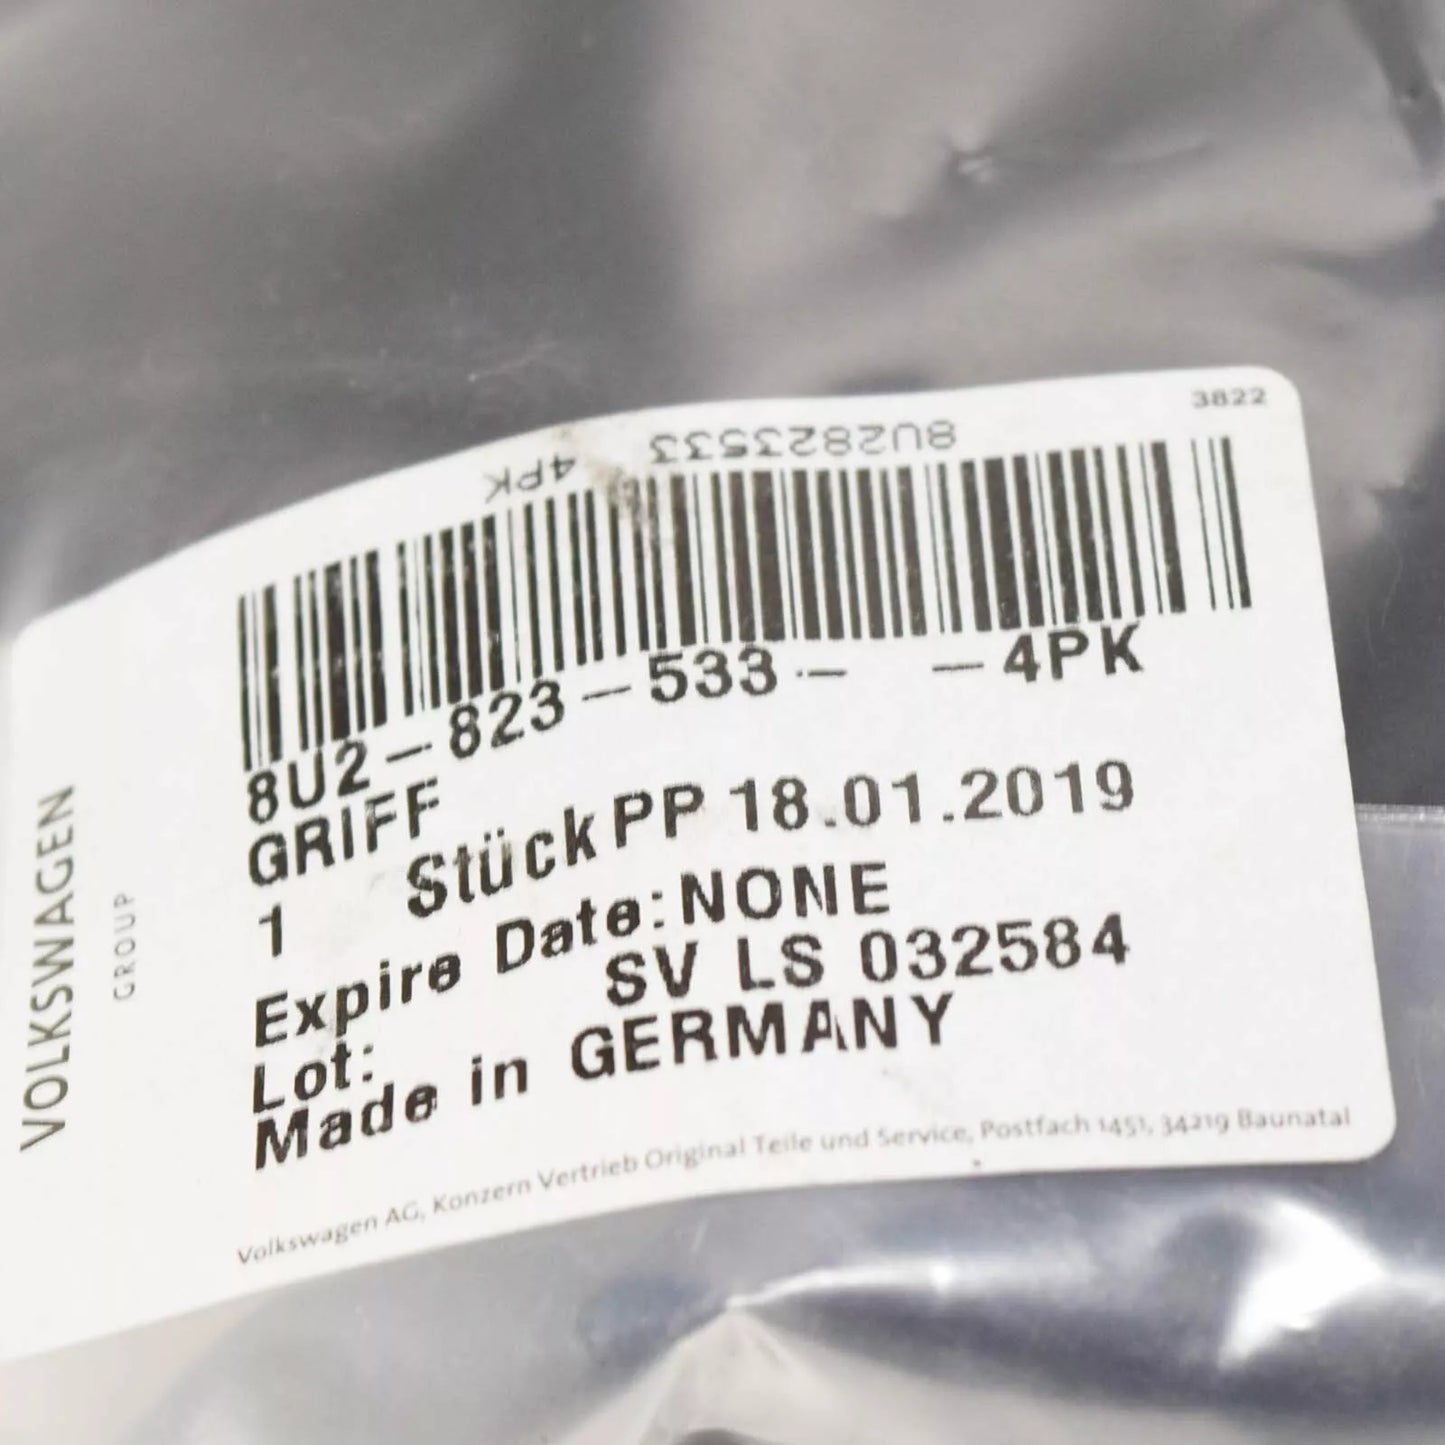 3822
8U2823533 4PK
8U2-823-533- -4PK
GRIFF
1 Stück PP 18.01.2019
Expire Date:NONE
SV LS 032584
Lot:
Made in GERMANY
Volkswagen AG, Konzern Vertrieb Original Teile und Service, Postfach 1451, 34219 Baunatal
VOLKSWAGEN
GROUP